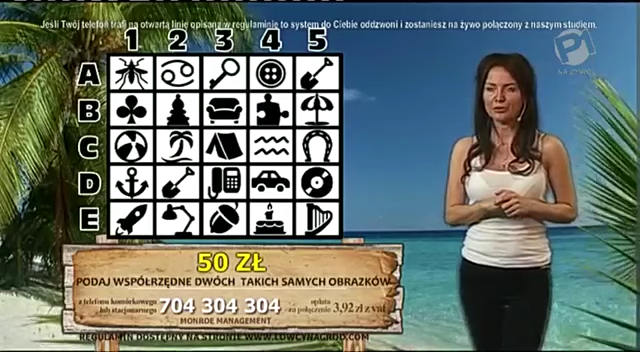 Jeśli Twój telefon trafi na otwartą linię opisaną w regulaminie to system do Ciebie oddzwoni i zostaniesz na żywo połączony z naszym studiem.
1 2 3 4 5
NA ŻYWO
A
B
C
D
E
50 ZŁ
PODAJ WSPÓŁRZĘDNE DWÓCH TAKICH SAMYCH OBRAZKÓW
z telefonu komórkowego
lub stacjonarnego
704 304 304
opłata
za połączenie 3,92 zł z vat
MONROE MANAGEMENT
REGULAMIN DOSTĘPNY NA STRONIE WWW.LOWCYNAGROD.COM